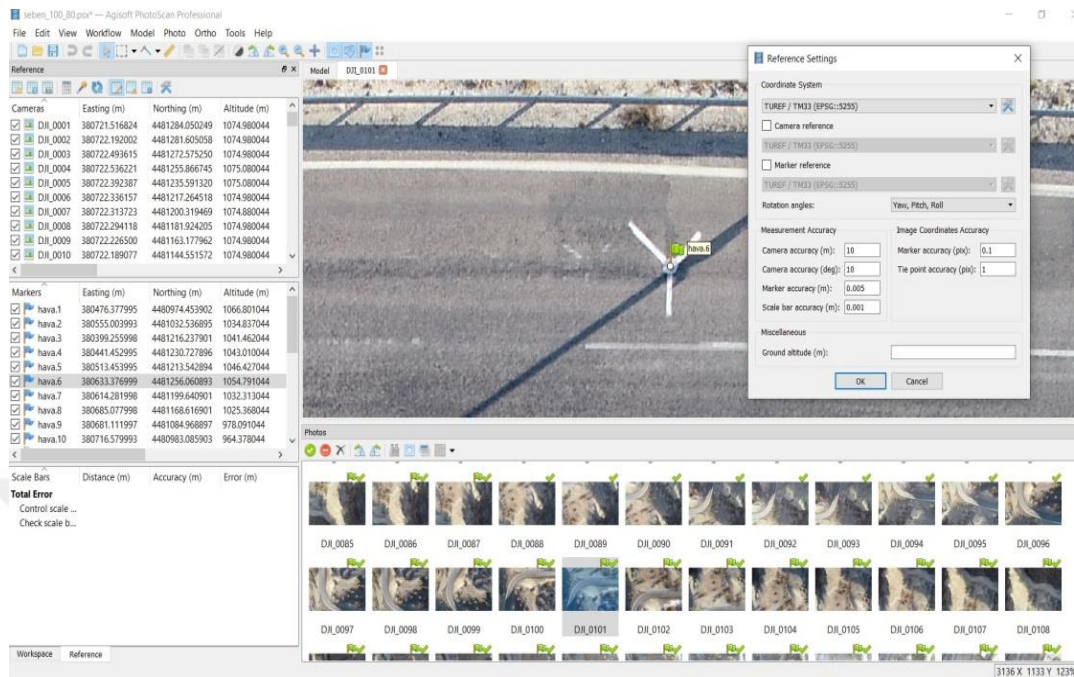 seben_100_80.psx* — Agisoft PhotoScan Professional
File Edit View Workflow Model Photo Ortho Tools Help
Reference
Cameras Easting (m) Northing (m) Altitude (m)
DJI_0001 380721.516824 4481284.050249 1074.980044
DJI_0002 380722.192002 4481281.605058 1074.980044
DJI_0003 380722.493615 4481272.575250 1074.980044
DJI_0004 380722.536221 4481255.866745 1075.080044
DJI_0005 380722.392387 4481235.591320 1075.080044
DJI_0006 380722.336157 4481217.264518 1074.980044
DJI_0007 380722.313723 4481200.319469 1074.880044
DJI_0008 380722.294118 4481181.924205 1074.980044
DJI_0009 380722.226500 4481163.177962 1074.980044
DJI_0010 380722.189077 4481144.551572 1074.980044
Markers Easting (m) Northing (m) Altitude (m)
hava.1 380476.377995 4480974.453902 1066.801044
hava.2 380555.003993 4481032.536895 1034.837044
hava.3 380399.255998 4481216.237901 1041.462044
hava.4 380441.452995 4481230.727896 1043.010044
hava.5 380513.453995 4481213.542894 1046.427044
hava.6 380633.376999 4481256.060893 1054.791044
hava.7 380614.281998 4481199.640901 1032.313044
hava.8 380685.077998 4481168.616901 1025.368044
hava.9 380681.111997 4481084.968897 978.091044
hava.10 380716.579993 4480983.085903 964.378044
Scale Bars Distance (m) Accuracy (m) Error (m)
Total Error
Control scale ...
Check scale b...
Workspace Reference
Model DJI_0101
hava.6
Reference Settings
Coordinate System
TUREF / TM33 (EPSG::5255)
Camera reference
TUREF / TM33 (EPSG::5255)
Marker reference
TUREF / TM33 (EPSG::5255)
Rotation angles: Yaw, Pitch, Roll
Measurement Accuracy Image Coordinates Accuracy
Camera accuracy (m): 10 Marker accuracy (pix): 0.1
Camera accuracy (deg): 10 Tie point accuracy (pix): 1
Marker accuracy (m): 0.005
Scale bar accuracy (m): 0.001
Miscellaneous
Ground altitude (m):
OK Cancel
Photos
DJI_0085 DJI_0086 DJI_0087 DJI_0088 DJI_0089 DJI_0090 DJI_0091 DJI_0092 DJI_0093 DJI_0094 DJI_0095 DJI_0096
DJI_0097 DJI_0098 DJI_0099 DJI_0100 DJI_0101 DJI_0102 DJI_0103 DJI_0104 DJI_0105 DJI_0106 DJI_0107 DJI_0108
3136 X 1133 Y 123%